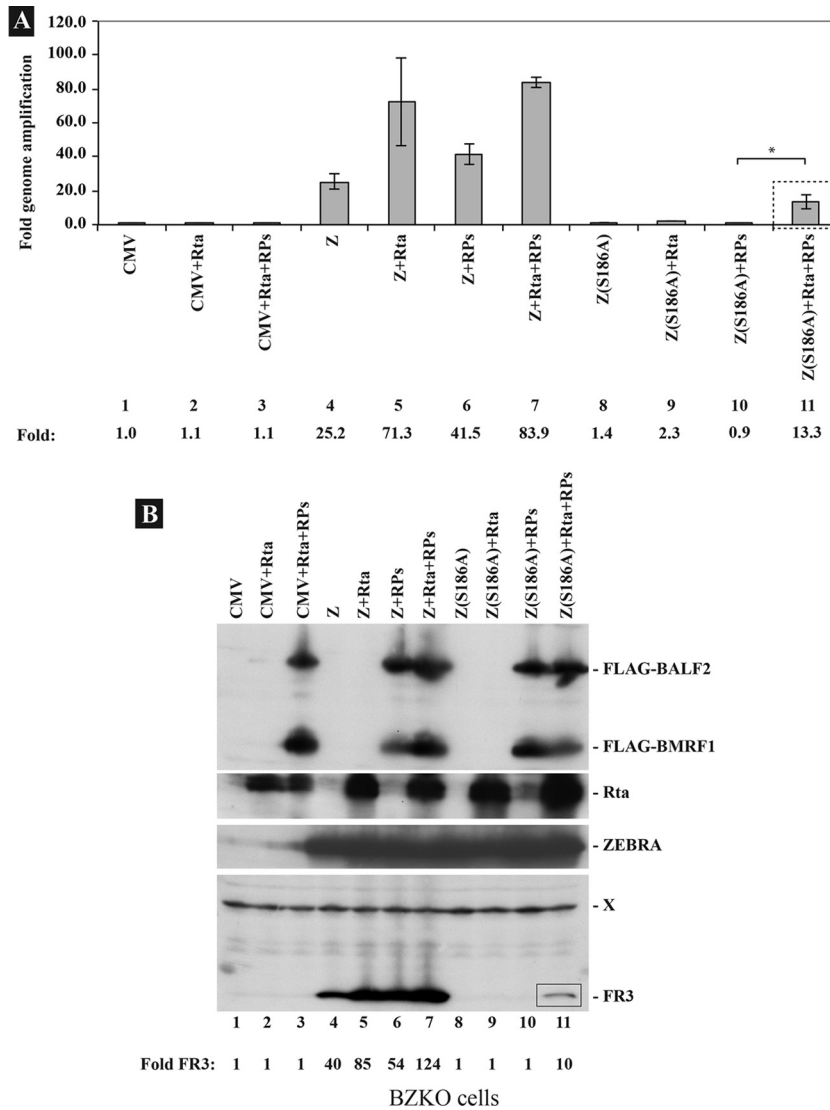 A
120.0
100.0
80.0
60.0
40.0
20.0
0.0
Fold genome amplification
*
CMV
CMV+Rta
CMV+Rta+RPs
Z
Z+Rta
Z+RPs
Z+Rta+RPs
Z(S186A)
Z(S186A)+Rta
Z(S186A)+RPs
Z(S186A)+Rta+RPs
1 2 3 4 5 6 7 8 9 10 11
Fold: 1.0 1.1 1.1 25.2 71.3 41.5 83.9 1.4 2.3 0.9 13.3
B
CMV
CMV+Rta
CMV+Rta+RPs
Z
Z+Rta
Z+RPs
Z+Rta+RPs
Z(S186A)
Z(S186A)+Rta
Z(S186A)+RPs
Z(S186A)+Rta+RPs
- FLAG-BALF2
- FLAG-BMRF1
- Rta
- ZEBRA
- X
- FR3
1 2 3 4 5 6 7 8 9 10 11
Fold FR3: 1 1 1 40 85 54 124 1 1 1 10
BZKO cells